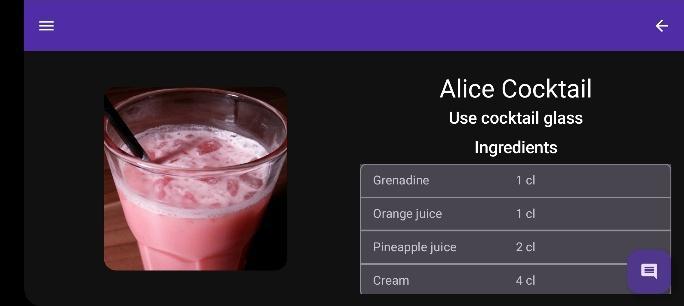 Alice Cocktail
Use cocktail glass
Ingredients
Grenadine 1 cl
Orange juice 1 cl
Pineapple juice 2 cl
Cream 4 cl